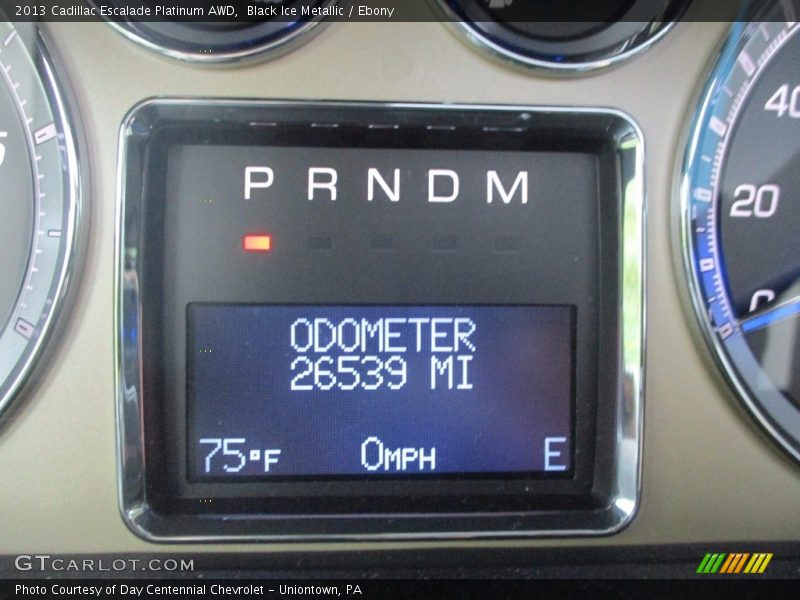 2013 Cadillac Escalade Platinum AWD, Black Ice Metallic / Ebony
40
20
P R N D M
ODOMETER
26539 MI
75°F 0MPH E
GTCARLOT.COM
Photo Courtesy of Day Centennial Chevrolet - Uniontown, PA